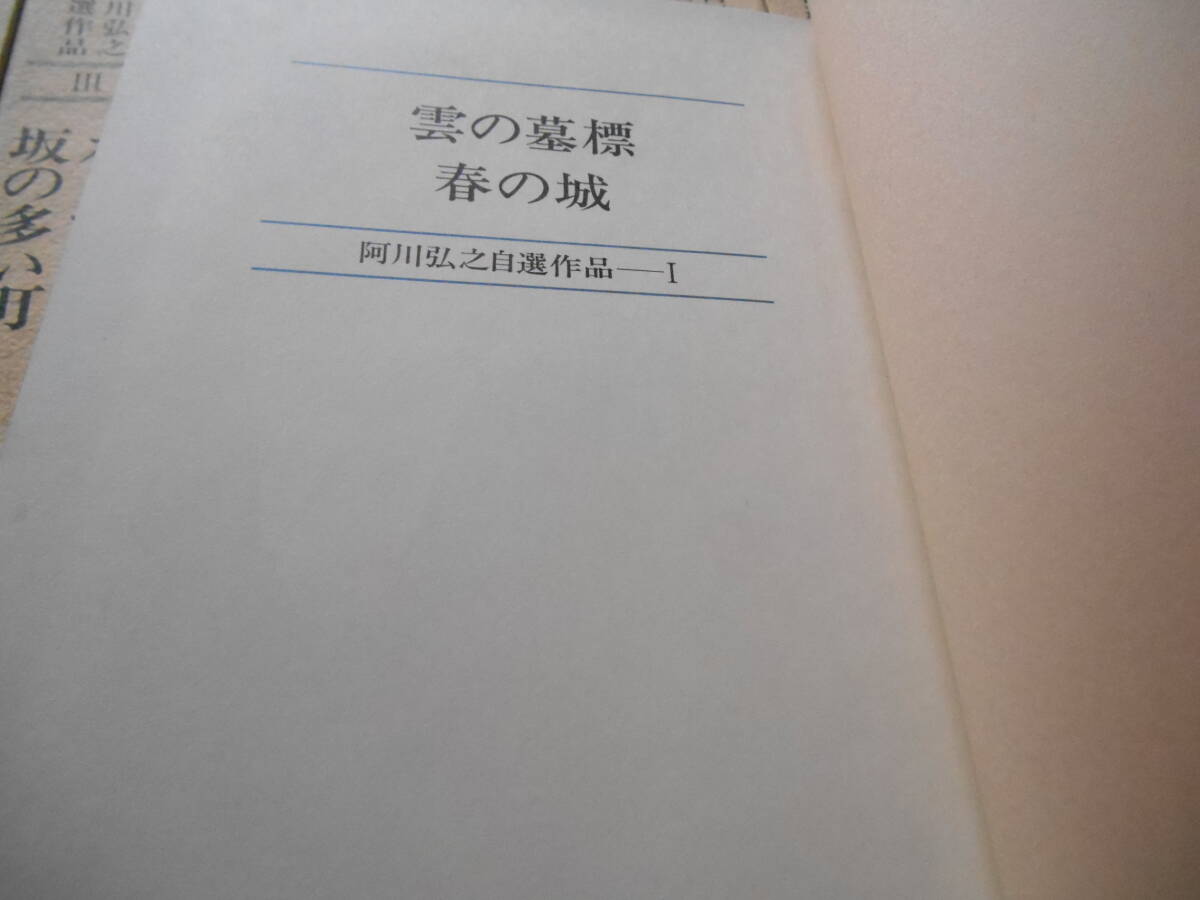 雲の墓標
春の城
阿川弘之自選作品——I
川弘之
選作品
III
坂の多い町